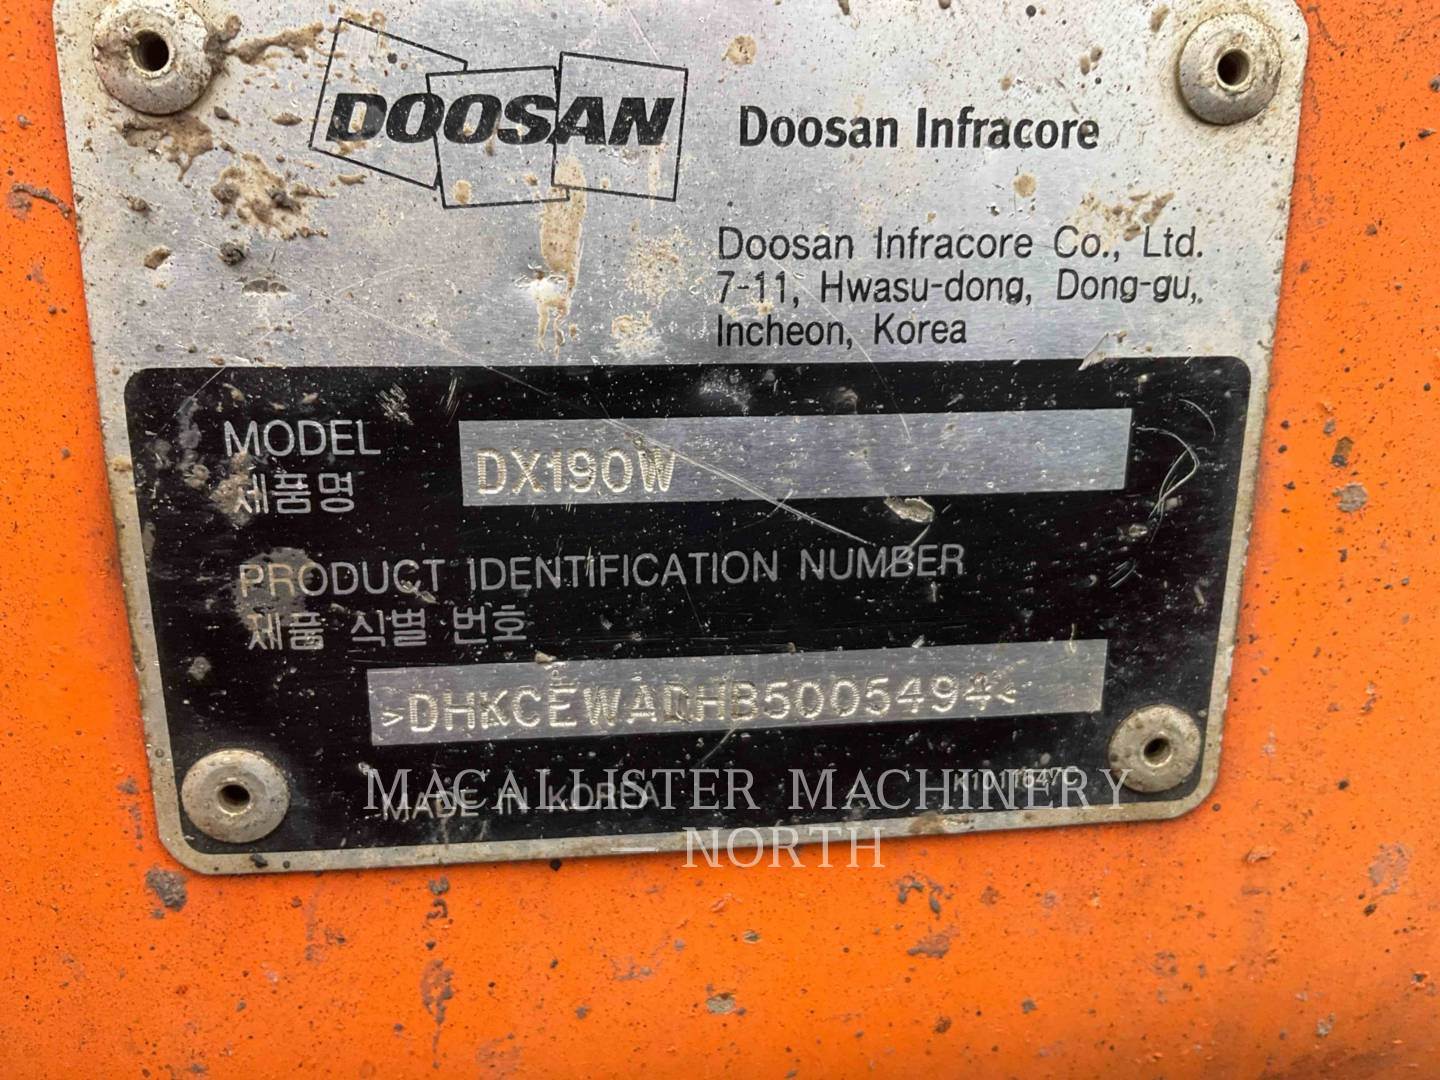 DOOSAN
Doosan Infracore
Doosan Infracore Co., Ltd.
7-11, Hwasu-dong, Dong-gu,
Incheon, Korea
MODEL
제품명
DX190W
PRODUCT IDENTIFICATION NUMBER
제품 식별 번호
>DHKCEWADHB5005494<
MADE IN KOREA
K1011647C
MACALLISTER MACHINERY
— NORTH